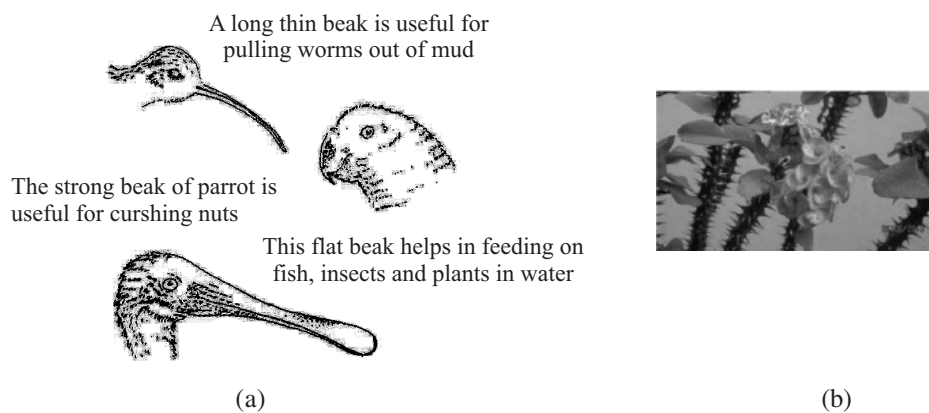 A long thin beak is useful for
pulling worms out of mud
The strong beak of parrot is
useful for curshing nuts
This flat beak helps in feeding on
fish, insects and plants in water
(a)
(b)